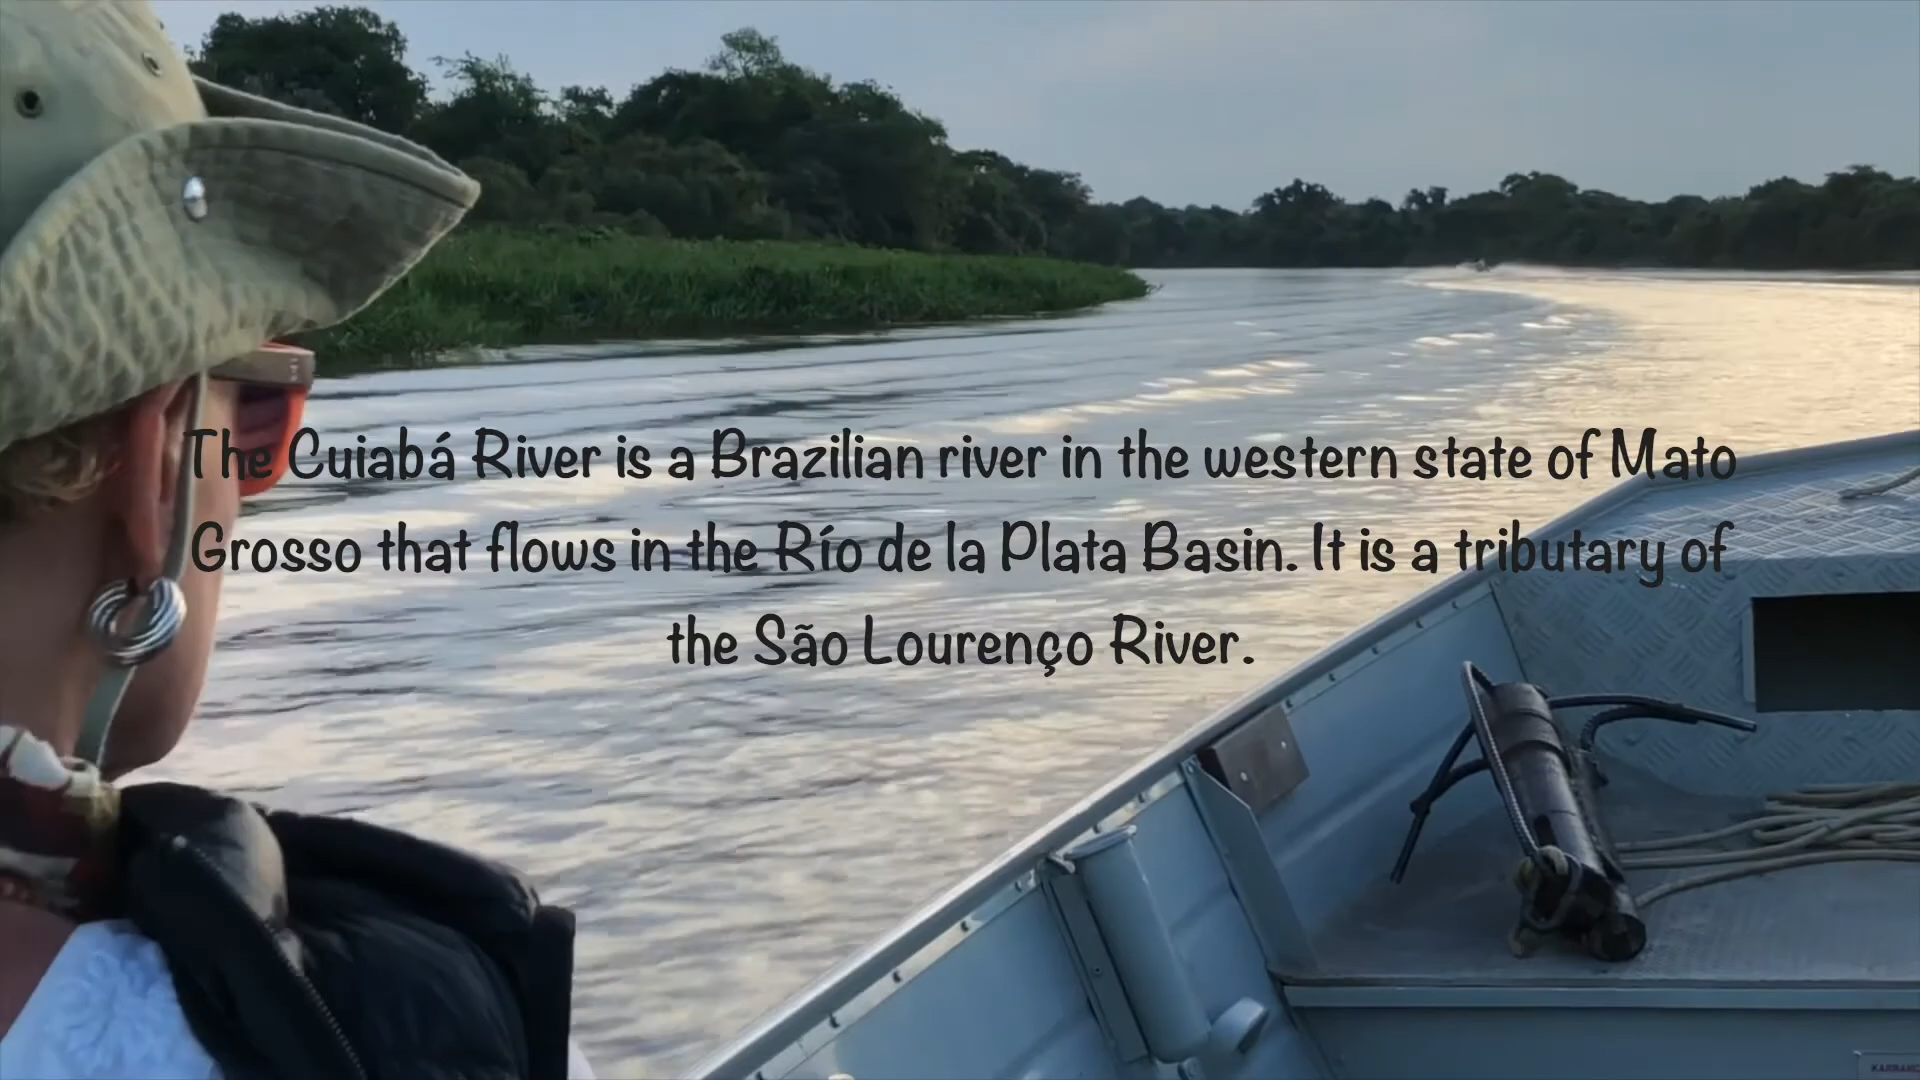 The Cuiabá River is a Brazilian river in the western state of Mato
Grosso that flows in the Río de la Plata Basin. It is a tributary of
the São Lourenço River.